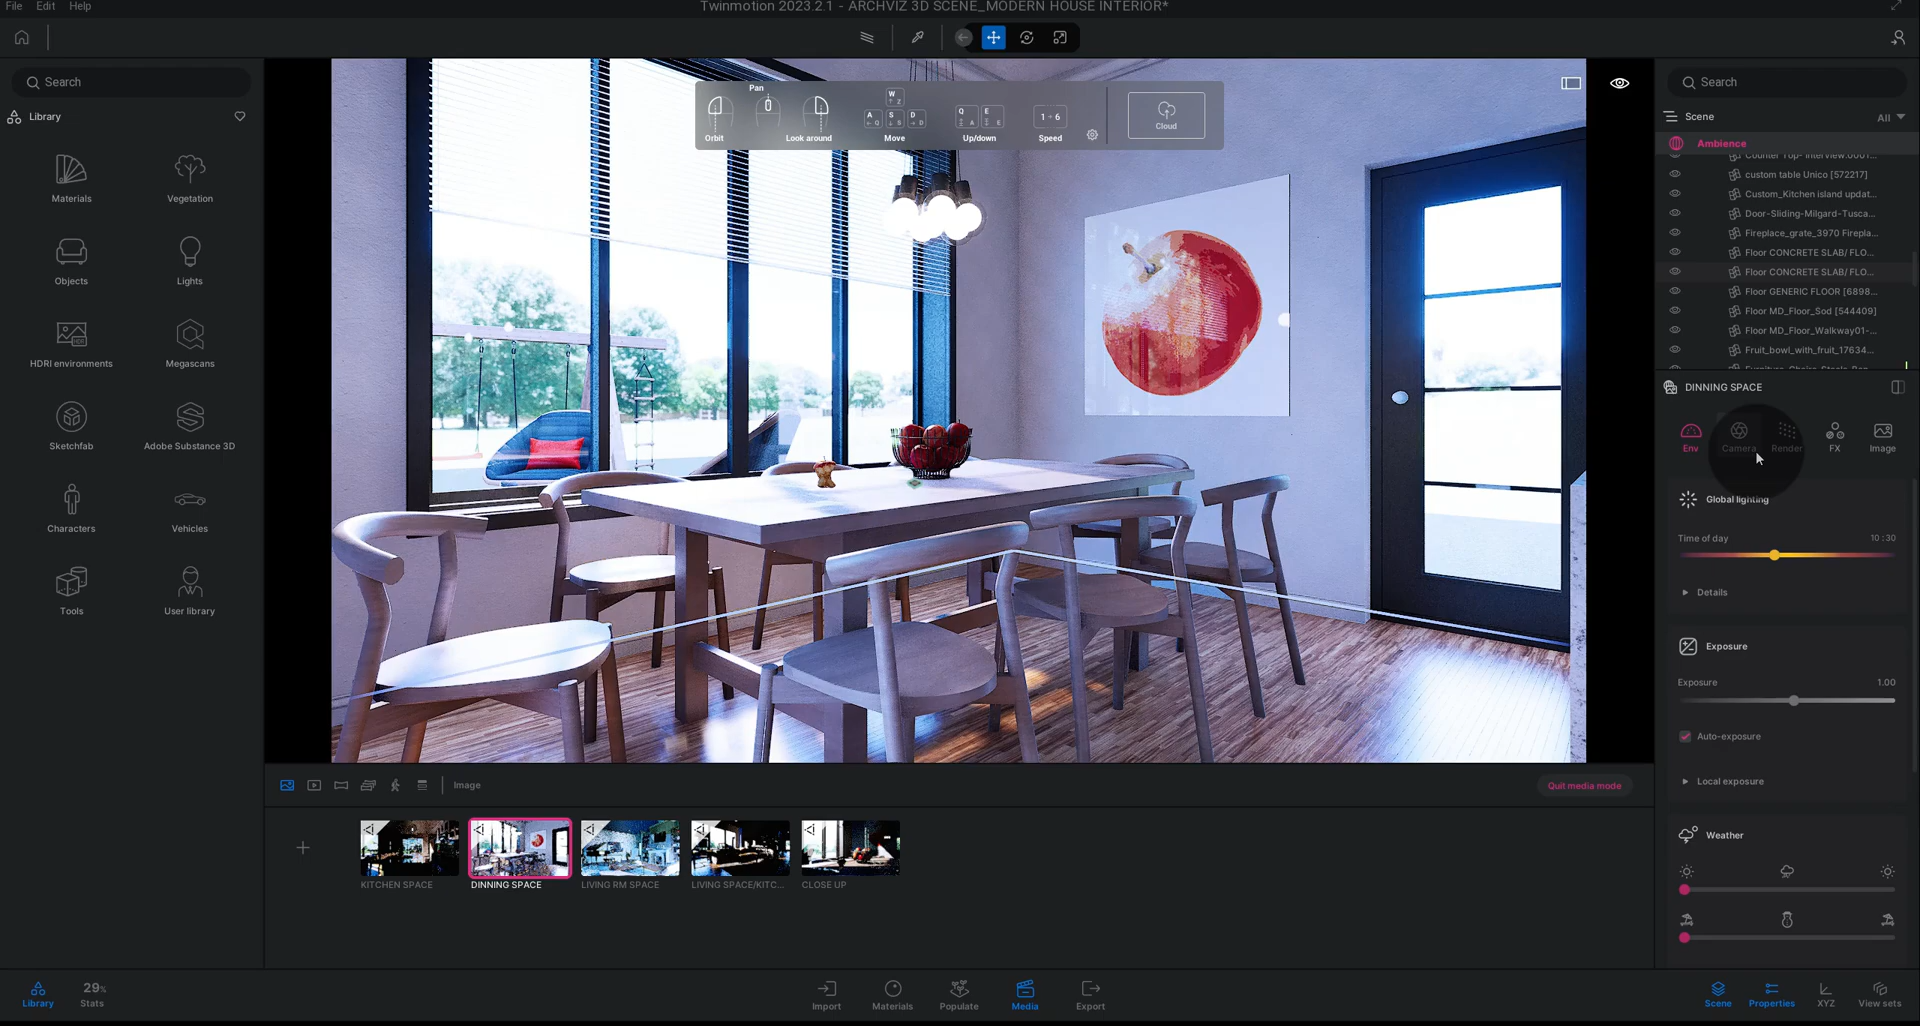 File Edit Help
Twinmotion 2023.2.1 - ARCHVIZ 3D SCENE_MODERN HOUSE INTERIOR*
Search
Library
Materials
Vegetation
Objects
Lights
HDRI environments
Megascans
Sketchfab
Adobe Substance 3D
Characters
Vehicles
Tools
User library
Pan
Orbit
Look around
Move
Up/down
1 - 6
Speed
Cloud
Search
Scene
All
Ambience
Counter Top- Interview.0001...
custom table Unico [572217]
Custom_Kitchen island updat...
Door-Sliding-Milgard-Tusca...
Fireplace_grate_3970 Firepla...
Floor CONCRETE SLAB/ FLO...
Floor CONCRETE SLAB/ FLO...
Floor GENERIC FLOOR [6898...
Floor MD_Floor_Sod [544409]
Floor MD_Floor_Walkway01-...
Fruit_bowl_with_fruit_17634...
DINNING SPACE
Env
Camera
Render
FX
Image
Global lighting
Time of day
10 : 30
Details
Exposure
Exposure
1.00
Auto-exposure
Local exposure
Weather
Image
Quit media mode
KITCHEN SPACE
DINNING SPACE
LIVING RM SPACE
LIVING SPACE/KITC...
CLOSE UP
Library
29%
Stats
Import
Materials
Populate
Media
Export
Scene
Properties
XYZ
View sets